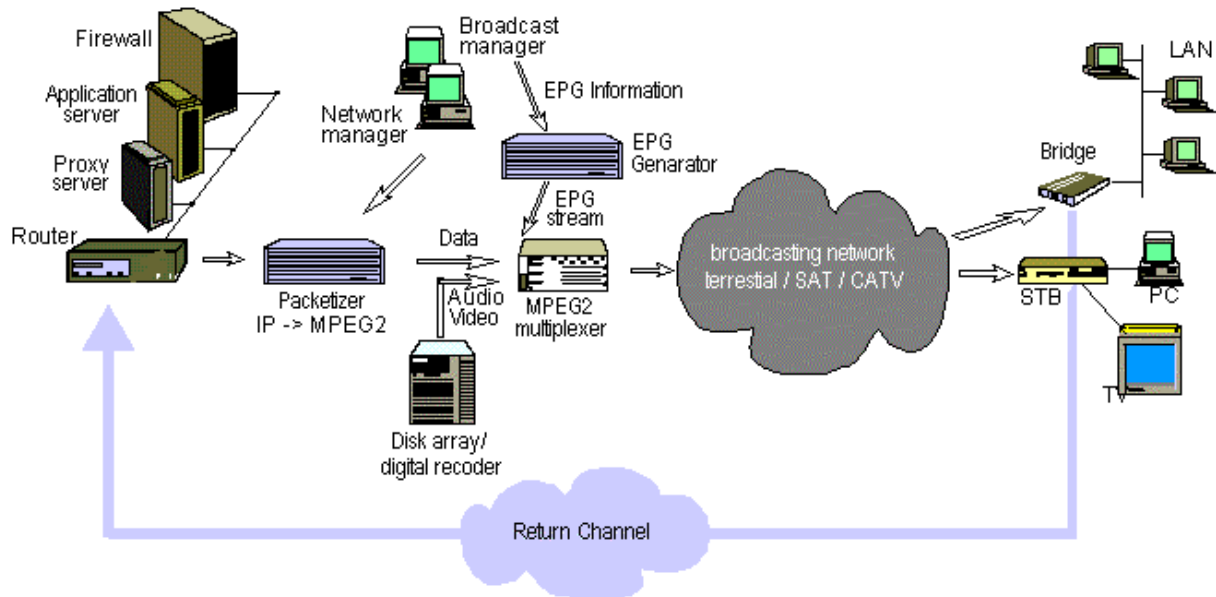 Firewall
Application
server
Proxy
server
Router
Broadcast
manager
Network
manager
EPG Information
EPG
Genarator
EPG
stream
Data
Audio
Video
Packetizer
IP -> MPEG2
MPEG2
multiplexer
Disk array/
digital recoder
broadcasting network
terrestial / SAT / CATV
LAN
Bridge
STB
PC
TV
Return Channel